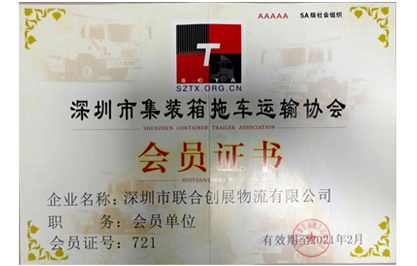 AAAAA 5A级社会组织
T
SCTA
SZTX.ORG.CN
深圳市集装箱拖车运输协会
SHENZHEN CONTAINER TRAILER ASSOCIATION
会员证书
企业名称:深圳市联合创展物流有限公司
职 务:会员单位
会员证号:721
有效期至2021年2月